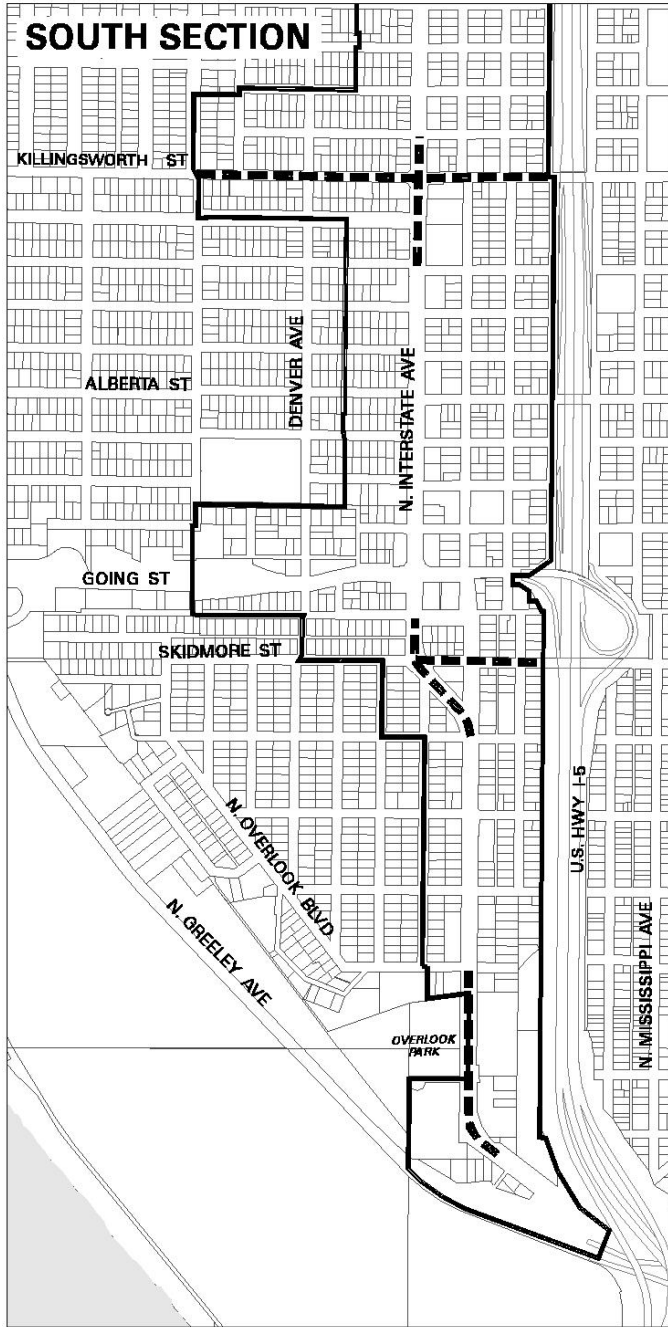 SOUTH SECTION
KILLINGSWORTH ST
DENVER AVE
N. INTERSTATE AVE
ALBERTA ST
GOING ST
SKIDMORE ST
U.S. HWY I-5
N. OVERLOOK BLVD
N. GREELEY AVE
N. MISSISSIPPI AVE
OVERLOOK
PARK